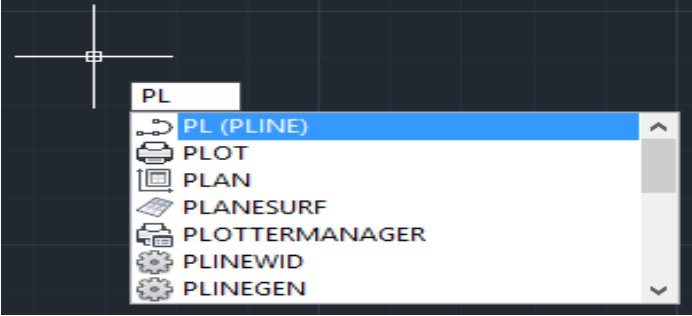 PL
PL (PLINE)
PLOT
PLAN
PLANESURF
PLOTTERMANAGER
PLINEWID
PLINEGEN